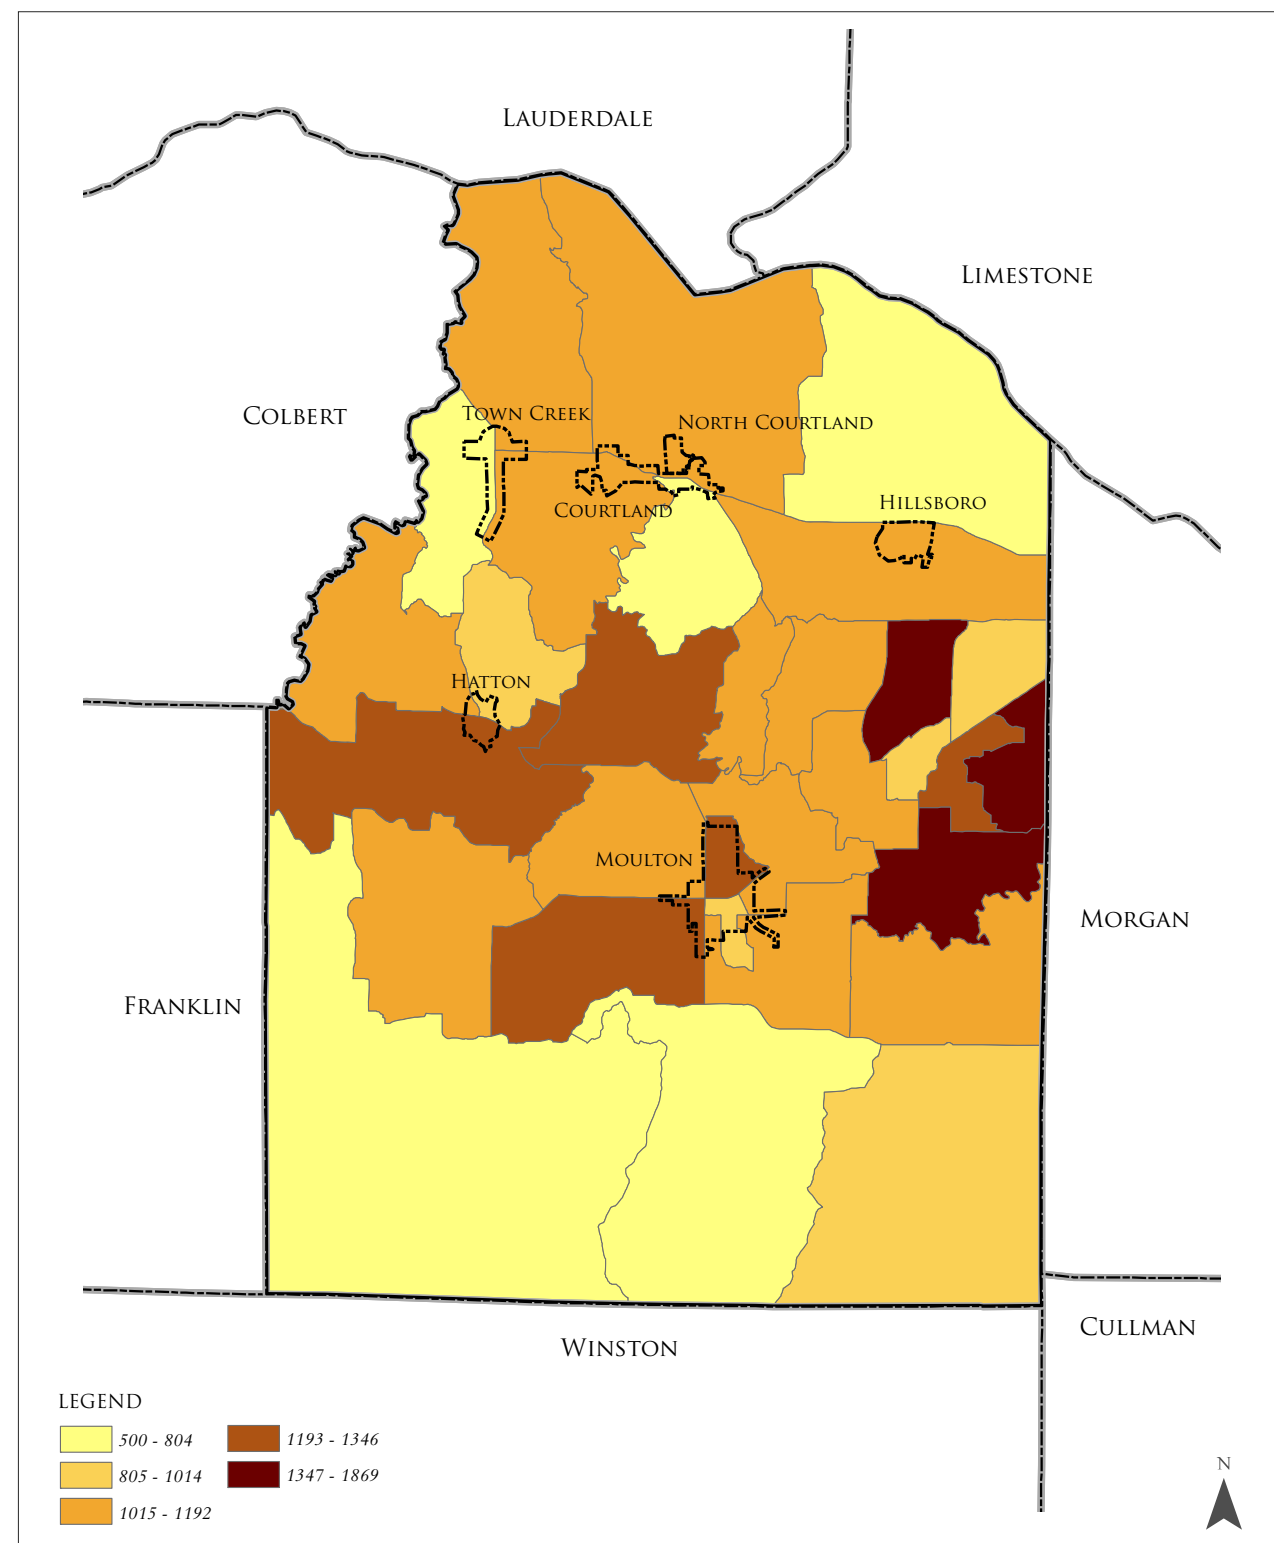 LAUDERDALE
LIMESTONE
COLBERT
TOWN CREEK
NORTH COURTLAND
HILLSBORO
COURTLAND
HATTON
MOULTON
MORGAN
FRANKLIN
CULLMAN
WINSTON
LEGEND
500 - 804
1193 - 1346
805 - 1014
1347 - 1869
1015 - 1192
N